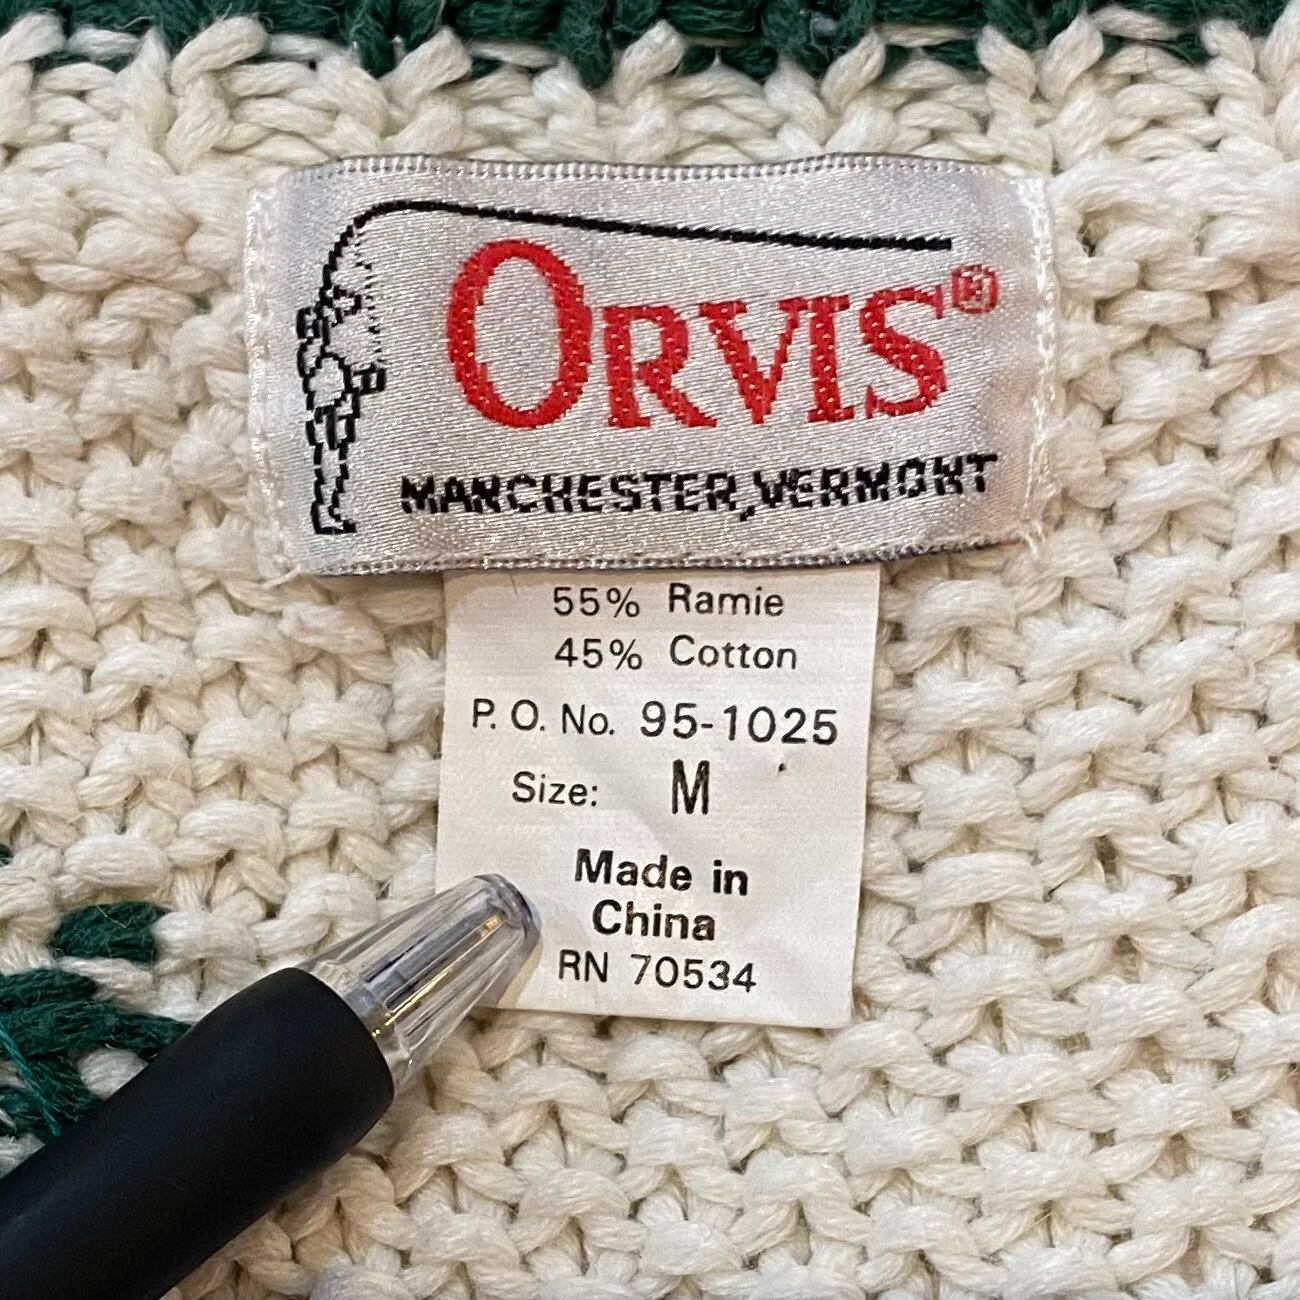 ORVIS®
MANCHESTER, VERMONT
55% Ramie
45% Cotton
P. O. No. 95-1025
Size: M
Made in
China
RN 70534